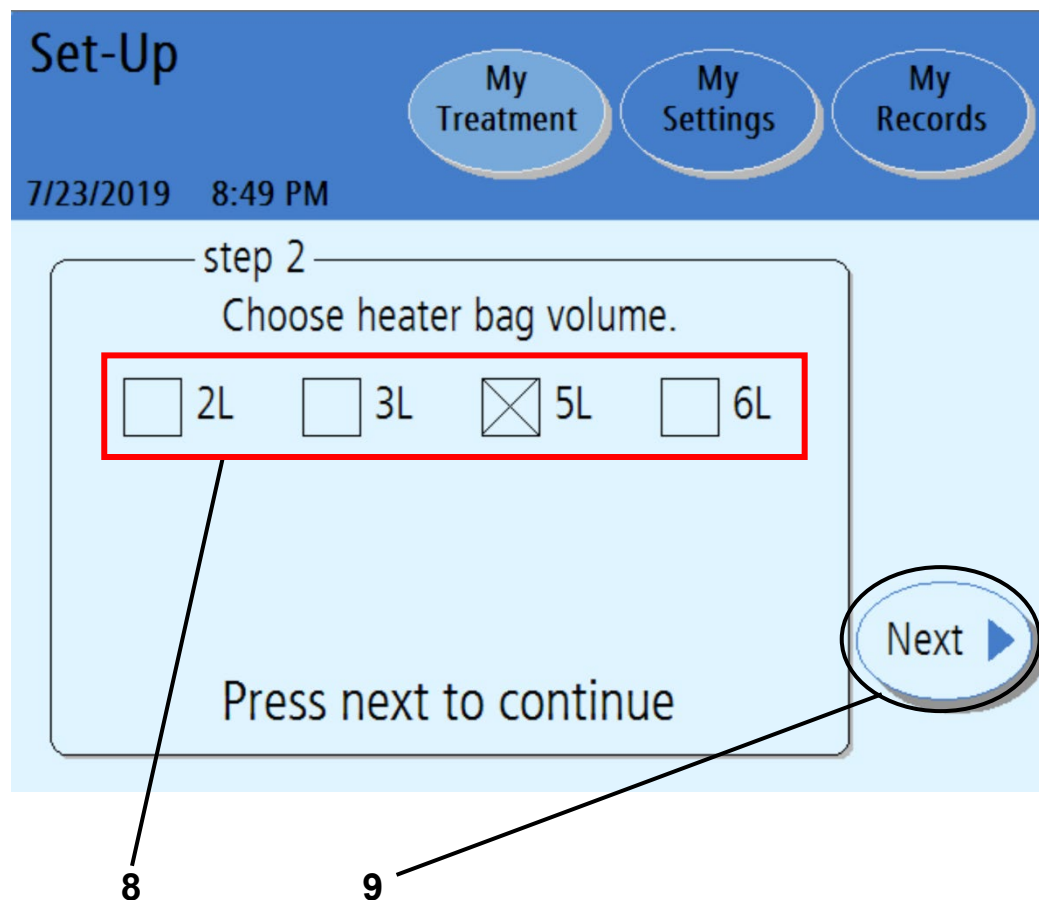 Set-Up
My
Treatment
My
Settings
My
Records
7/23/2019 8:49 PM
step 2
Choose heater bag volume.
2L 3L 5L 6L
Next
Press next to continue
8 9